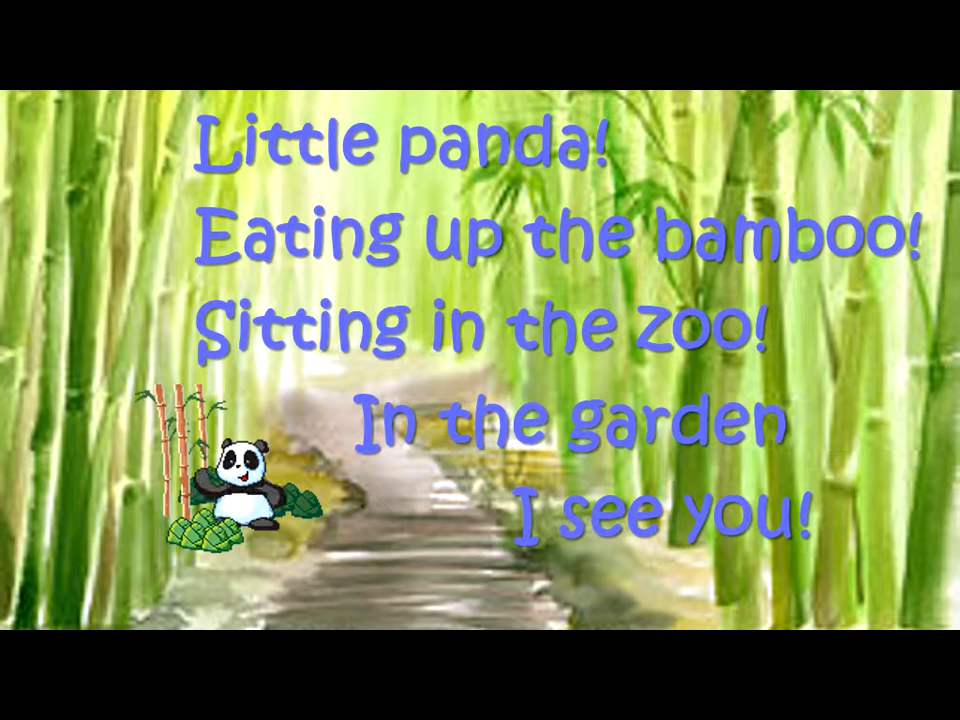 Little panda!
Eating up the bamboo!
Sitting in the zoo!
In the garden
I see you!